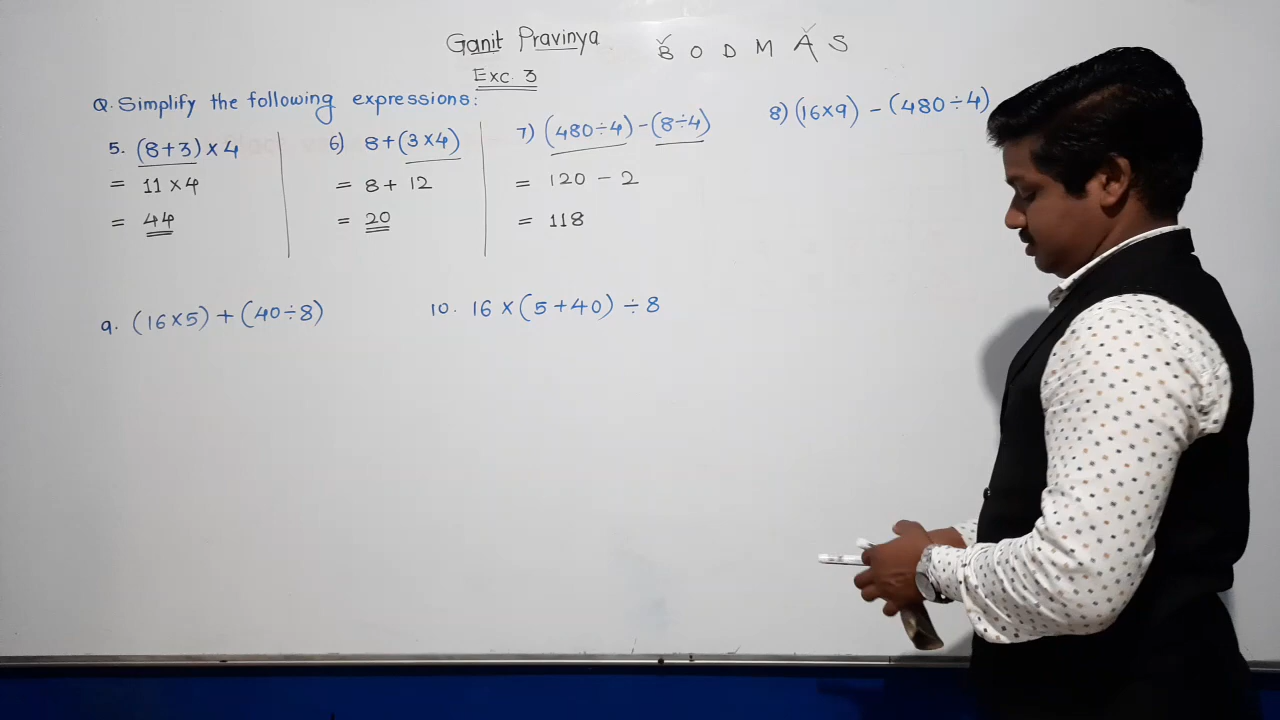 Ganit Pravinya
B O D M A S
Exc. 3
Q. Simplify the following expressions:
5. (8+3) × 4
= 11 × 4
= 44
6) 8 + (3 × 4)
= 8 + 12
= 20
7) (480÷4) - (8÷4)
= 120 - 2
= 118
8) (16×9) - (480÷4)
9. (16×5) + (40÷8)
10. 16 × (5+40) ÷ 8